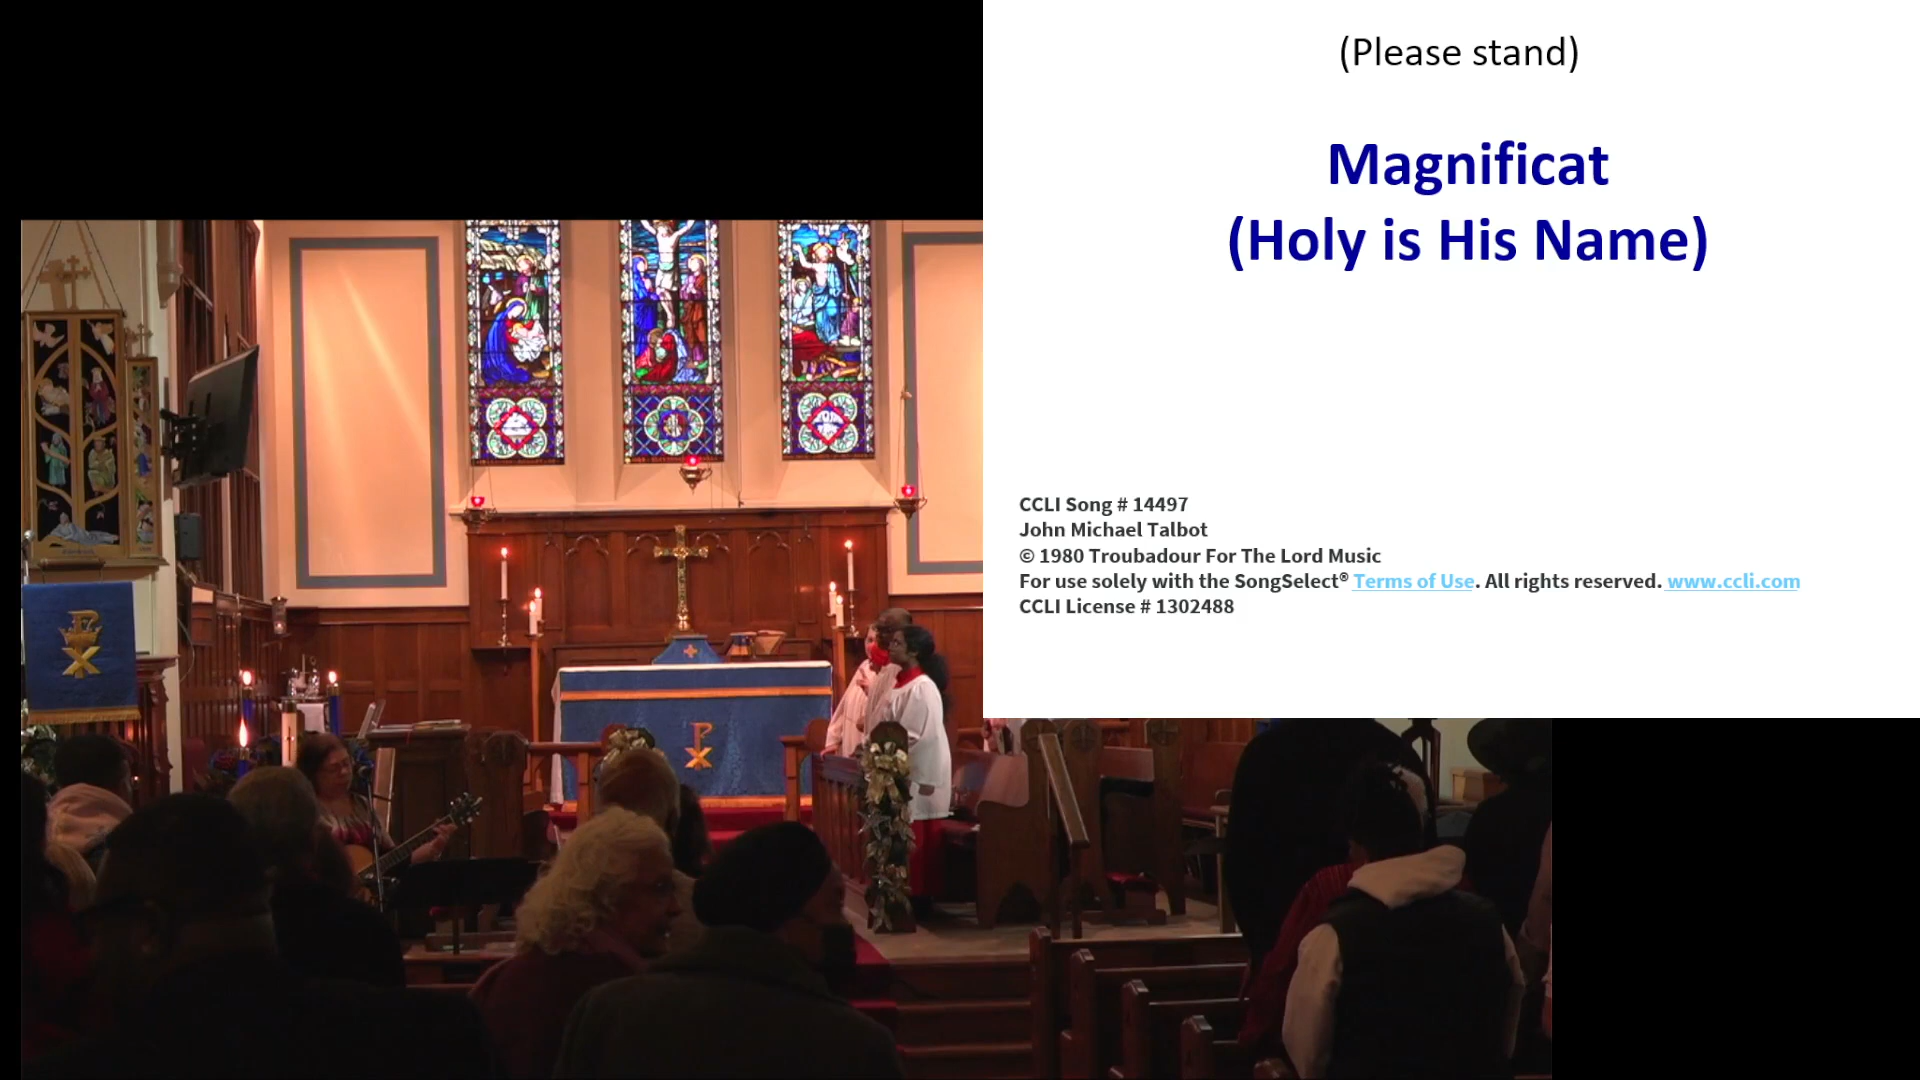 (Please stand)
Magnificat
(Holy is His Name)
CCLI Song # 14497
John Michael Talbot
© 1980 Troubadour For The Lord Music
For use solely with the SongSelect® Terms of Use. All rights reserved. www.ccli.com
CCLI License # 1302488